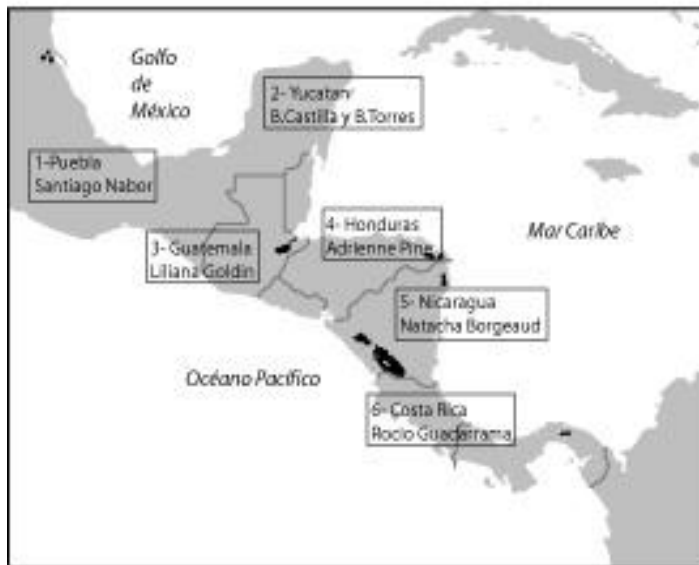 Golfo
de
México
2- Yucatan
B.Castilla y B.Torres
1-Puebla
Santiago Nabor
4- Honduras
Adrienne Pine
Mar Caribe
3- Guatemala
Liliana Goldin
5- Nicaragua
Natacha Borgeaud
Océano Pacífico
6- Costa Rica
Rocio Guadarrama